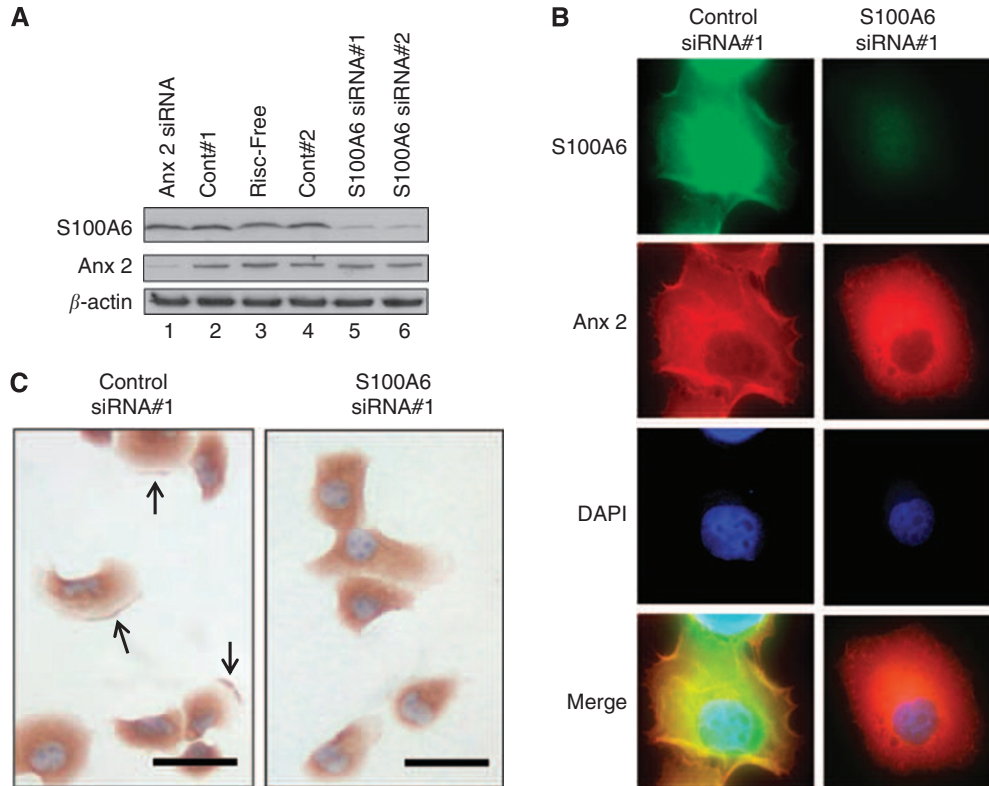 A
Anx 2 siRNA
Cont#1
Risc-Free
Cont#2
S100A6 siRNA#1
S100A6 siRNA#2
S100A6
Anx 2
β-actin
1 2 3 4 5 6
B
Control
siRNA#1
S100A6
siRNA#1
S100A6
Anx 2
DAPI
Merge
C
Control
siRNA#1
S100A6
siRNA#1